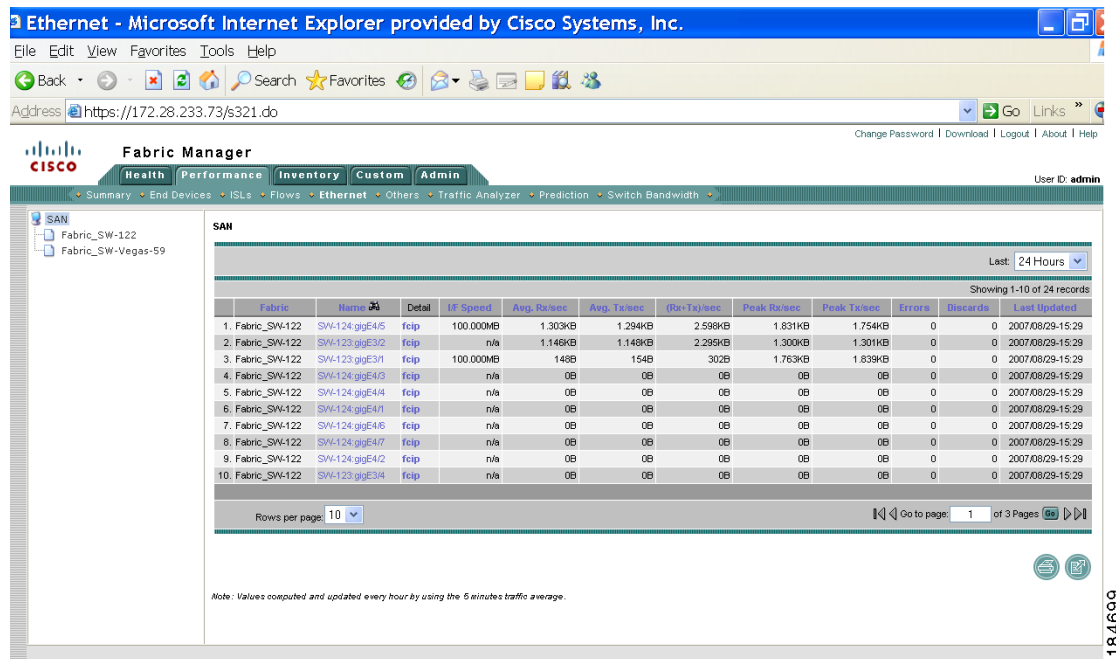 Ethernet - Microsoft Internet Explorer provided by Cisco Systems, Inc.
File Edit View Favorites Tools Help
Back Search Favorites
Address https://172.28.233.73/s321.do Go Links »
Change Password | Download | Logout | About | Help
CISCO Fabric Manager
Health Performance Inventory Custom Admin
User ID: admin
Summary End Devices ISLs Flows Ethernet Others Traffic Analyzer Prediction Switch Bandwidth
SAN
Fabric_SW-122
Fabric_SW-Vegas-59
SAN
Last: 24 Hours
Showing 1-10 of 24 records
Fabric Name Detail I/F Speed Avg. Rx/sec Avg. Tx/sec (Rx+Tx)/sec Peak Rx/sec Peak Tx/sec Errors Discards Last Updated
1. Fabric_SW-122 SW-124:gigE4/5 fcip 100.000MB 1.303KB 1.294KB 2.598KB 1.831KB 1.754KB 0 0 2007/08/29-15:29
2. Fabric_SW-122 SW-123:gigE3/2 fcip n/a 1.146KB 1.148KB 2.295KB 1.300KB 1.301KB 0 0 2007/08/29-15:29
3. Fabric_SW-122 SW-123:gigE3/1 fcip 100.000MB 148B 154B 302B 1.763KB 1.839KB 0 0 2007/08/29-15:29
4. Fabric_SW-122 SW-124:gigE4/3 fcip n/a 0B 0B 0B 0B 0B 0 0 2007/08/29-15:29
5. Fabric_SW-122 SW-124:gigE4/4 fcip n/a 0B 0B 0B 0B 0B 0 0 2007/08/29-15:29
6. Fabric_SW-122 SW-124:gigE4/1 fcip n/a 0B 0B 0B 0B 0B 0 0 2007/08/29-15:29
7. Fabric_SW-122 SW-124:gigE4/6 fcip n/a 0B 0B 0B 0B 0B 0 0 2007/08/29-15:29
8. Fabric_SW-122 SW-124:gigE4/7 fcip n/a 0B 0B 0B 0B 0B 0 0 2007/08/29-15:29
9. Fabric_SW-122 SW-124:gigE4/2 fcip n/a 0B 0B 0B 0B 0B 0 0 2007/08/29-15:29
10. Fabric_SW-122 SW-123:gigE3/4 fcip n/a 0B 0B 0B 0B 0B 0 0 2007/08/29-15:29
Rows per page: 10 Go to page: 1 of 3 Pages Go
Note: Values computed and updated every hour by using the 5 minutes traffic average.
184699